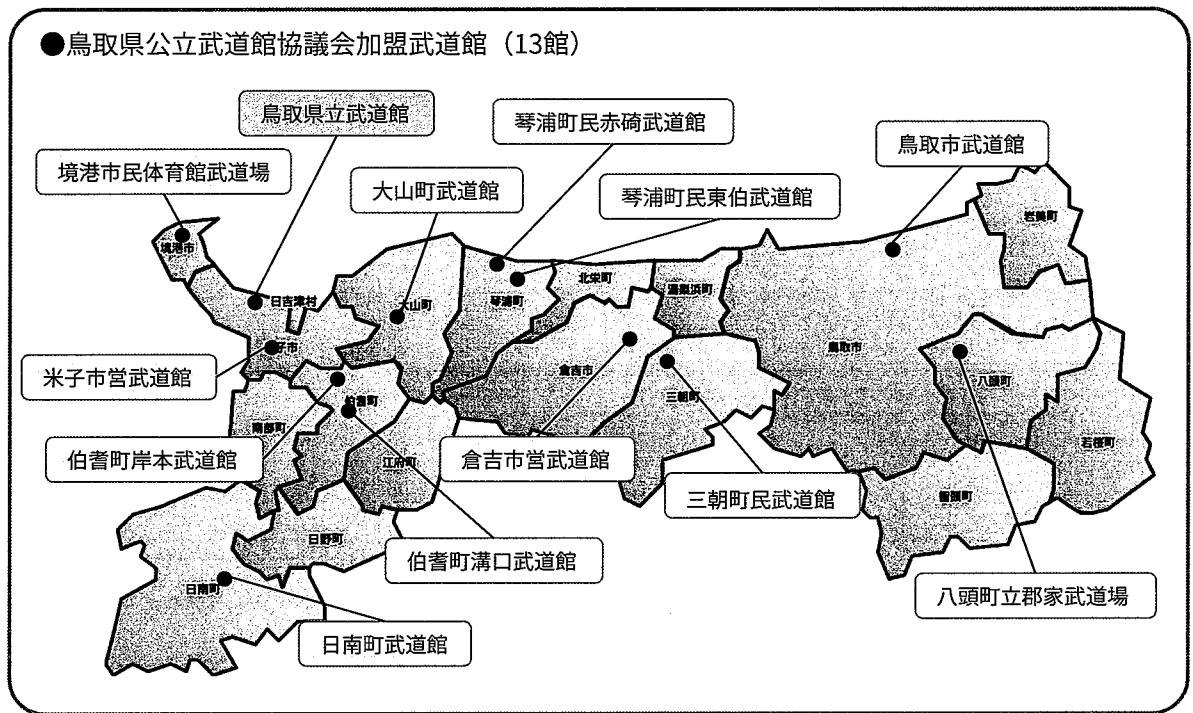 ●鳥取県公立武道館協議会加盟武道館（13館）
鳥取県立武道館
琴浦町民赤碕武道館
鳥取市武道館
境港市民体育館武道場
大山町武道館
琴浦町民東伯武道館
岩美町
境港市
日吉津村
大山町
琴浦町
北栄町
湯梨浜町
米子市営武道館
子市
鳥取市
倉吉市
三朝町
八頭町
伯耆町
南部町
江府町
若桜町
伯耆町岸本武道館
倉吉市営武道館
三朝町民武道館
智頭町
日野町
伯耆町溝口武道館
日南町
八頭町立郡家武道場
日南町武道館